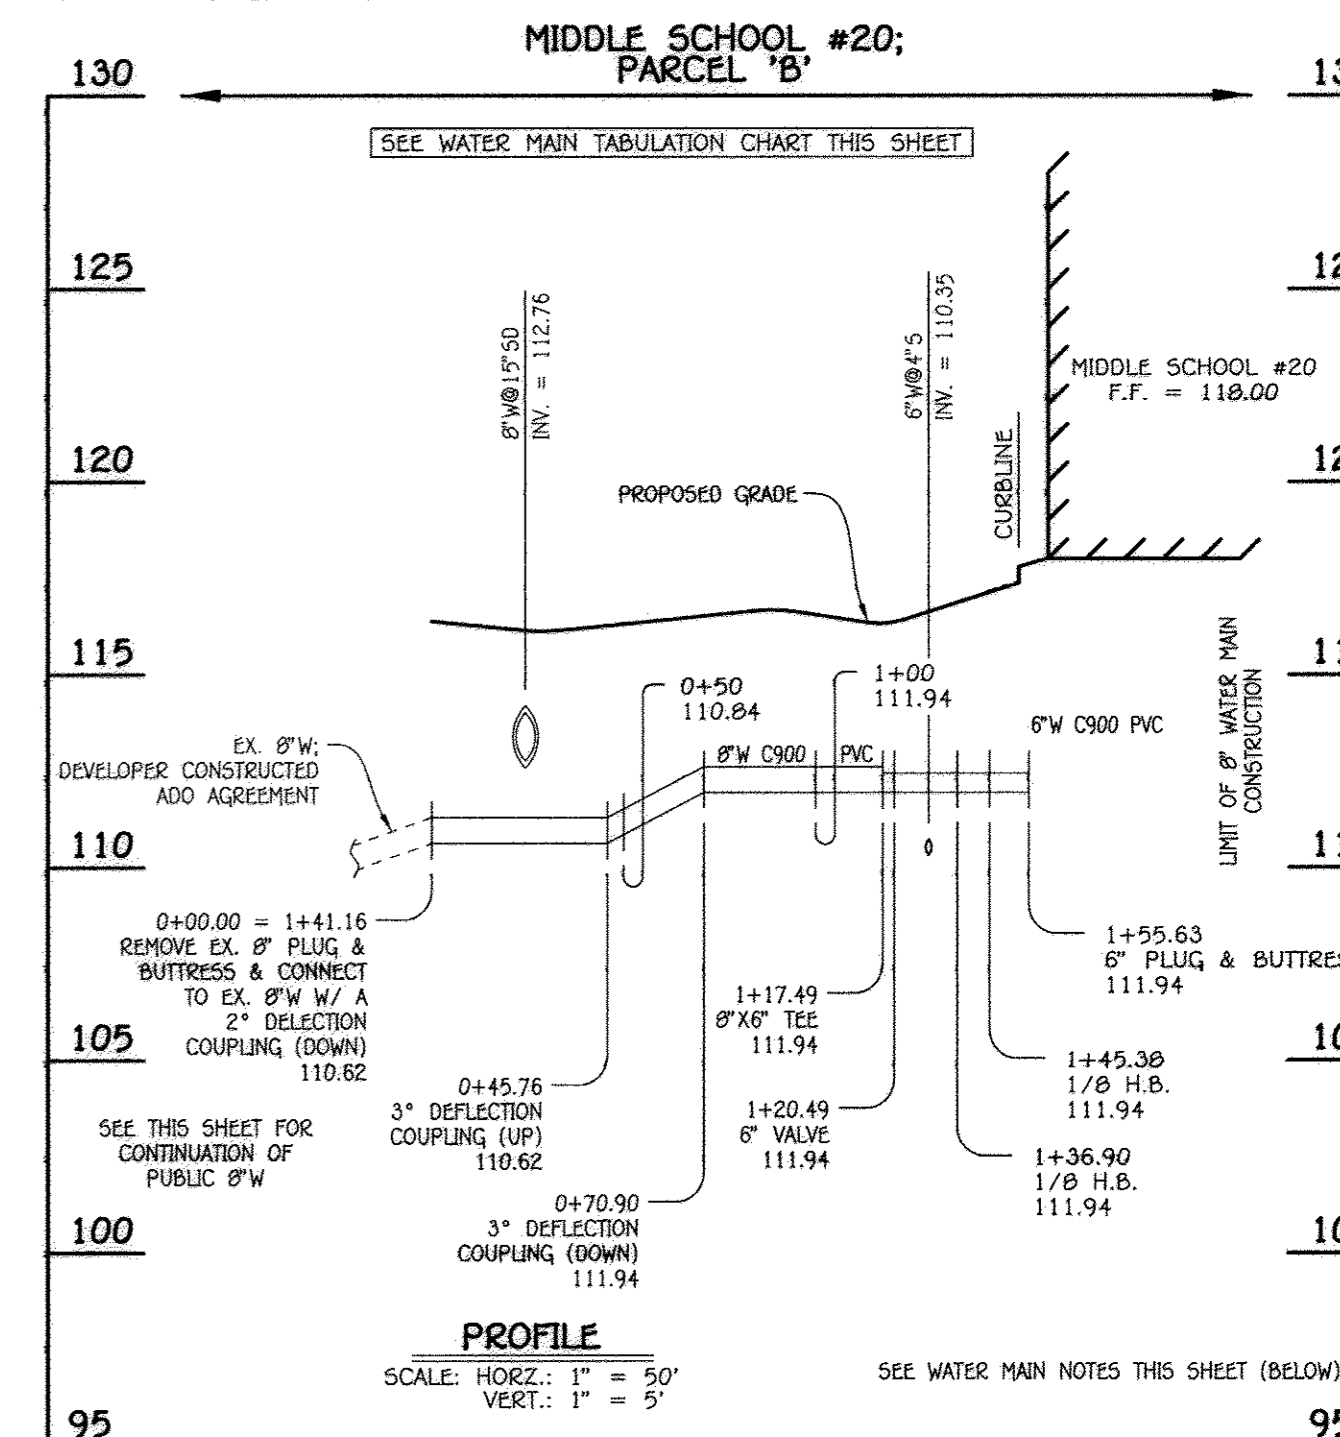 MIDDLE SCHOOL #20;
PARCEL 'B'
130
SEE WATER MAIN TABULATION CHART THIS SHEET
125
8"W@15"SD
INV. = 112.76
6"W@4"S
INV. = 110.35
MIDDLE SCHOOL #20
F.F. = 118.00
CURBLINE
120
PROPOSED GRADE
115
LIMIT OF 8" WATER MAIN
CONSTRUCTION
0+50
110.84
1+00
111.94
6"W C900 PVC
8"W C900 PVC
EX. 8"W;
DEVELOPER CONSTRUCTED
ADO AGREEMENT
110
0+00.00 = 1+41.16
REMOVE EX. 8" PLUG &
BUTTRESS & CONNECT
TO EX. 8"W W/ A
2° DELECTION
COUPLING (DOWN)
110.62
1+55.63
6" PLUG & BUTTRES
111.94
1+17.49
8"X6" TEE
111.94
105
0+45.76
3° DEFLECTION
COUPLING (UP)
110.62
1+45.38
1/8 H.B.
111.94
1+20.49
6" VALVE
111.94
SEE THIS SHEET FOR
CONTINUATION OF
PUBLIC 8"W
1+36.90
1/8 H.B.
111.94
0+70.90
3° DEFLECTION
COUPLING (DOWN)
111.94
100
PROFILE
SCALE: HORZ.: 1" = 50'
VERT.: 1" = 5'
SEE WATER MAIN NOTES THIS SHEET (BELOW)
95
95